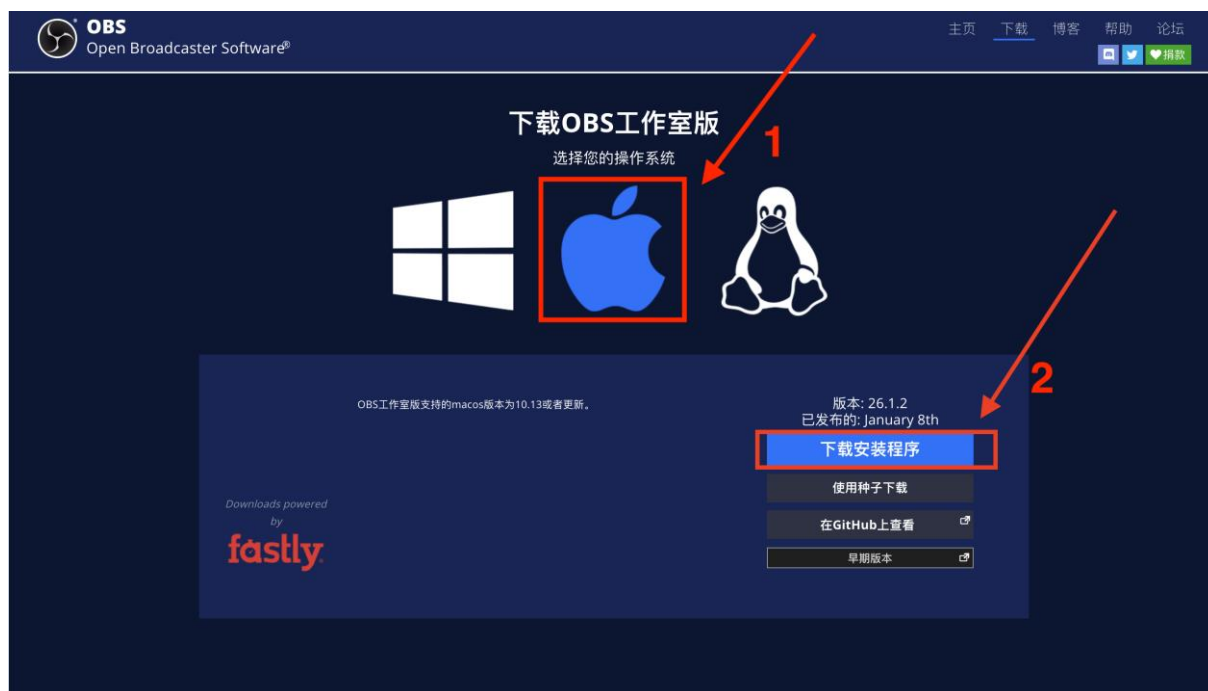 OBS
Open Broadcaster Software®
主页 下载 博客 帮助 论坛
捐款
下载OBS工作室版
1
选择您的操作系统
2
OBS工作室版支持的macos版本为10.13或者更新。
版本: 26.1.2
已发布的: January 8th
下载安装程序
使用种子下载
在GitHub上查看
早期版本
Downloads powered
by
fastly.